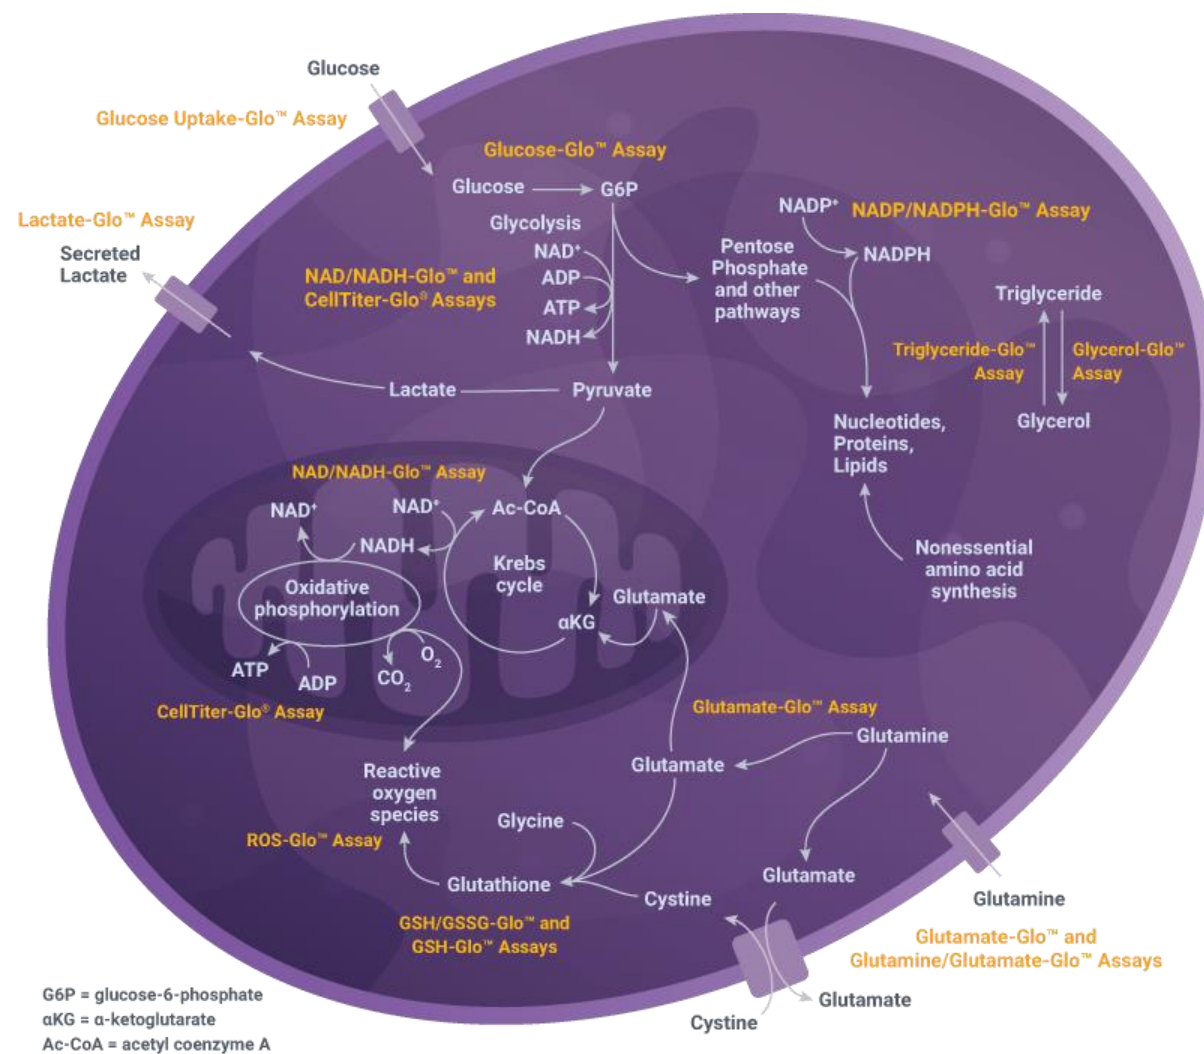 Glucose
Glucose Uptake-Glo™ Assay
Glucose-Glo™ Assay
Glucose
G6P
Lactate-Glo™ Assay
Secreted
Lactate
Glycolysis
NAD⁺
ADP
ATP
NADH
NAD/NADH-Glo™ and
CellTiter-Glo® Assays
NADP⁺
NADP/NADPH-Glo™ Assay
NADPH
Pentose
Phosphate
and other
pathways
Triglyceride
Triglyceride-Glo™
Assay
Glycerol-Glo™
Assay
Glycerol
Lactate
Pyruvate
Nucleotides,
Proteins,
Lipids
Nonessential
amino acid
synthesis
NAD/NADH-Glo™ Assay
NAD⁺
NAD⁺
NADH
Ac-CoA
Krebs
cycle
Oxidative
phosphorylation
Glutamate
αKG
ATP
ADP
CO₂
O₂
CellTiter-Glo® Assay
Glutamate-Glo™ Assay
Glutamine
Glutamate
Reactive
oxygen
species
ROS-Glo™ Assay
Glycine
Glutathione
Cystine
Glutamate
GSH/GSSG-Glo™ and
GSH-Glo™ Assays
Glutamine
Glutamate-Glo™ and
Glutamine/Glutamate-Glo™ Assays
Glutamate
Cystine
G6P = glucose-6-phosphate
αKG = α-ketoglutarate
Ac-CoA = acetyl coenzyme A